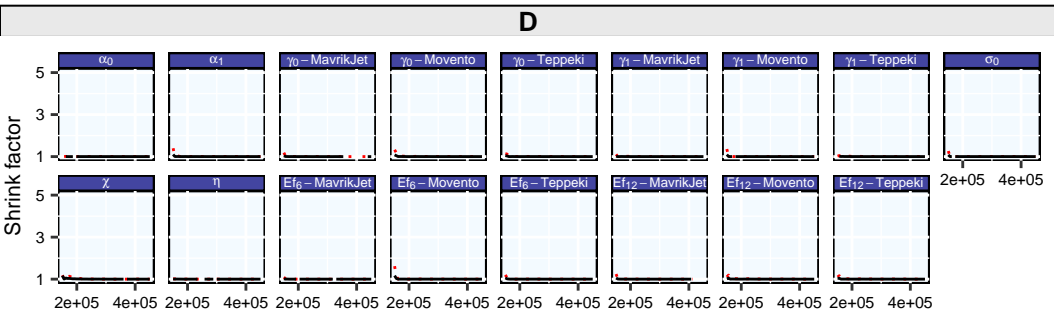 D
α0 α1 γ0 – MavrikJet γ0 – Movento γ0 – Teppeki γ1 – MavrikJet γ1 – Movento γ1 – Teppeki σ0
5
3
1
2e+05 4e+05
Shrink factor
χ η Ef6 – MavrikJet Ef6 – Movento Ef6 – Teppeki Ef12 – MavrikJet Ef12 – Movento Ef12 – Teppeki
5
3
1
2e+05 4e+05 2e+05 4e+05 2e+05 4e+05 2e+05 4e+05 2e+05 4e+05 2e+05 4e+05 2e+05 4e+05 2e+05 4e+05